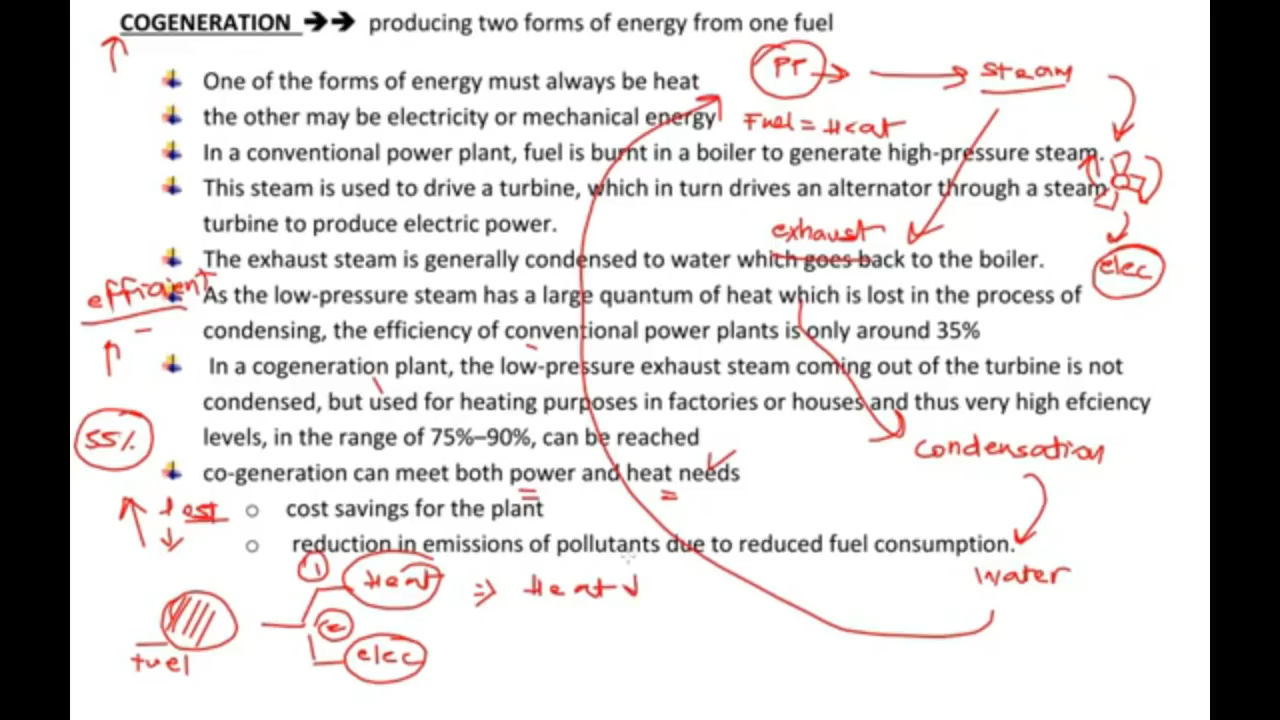 COGENERATION ➔➔ producing two forms of energy from one fuel
One of the forms of energy must always be heat
the other may be electricity or mechanical energy
In a conventional power plant, fuel is burnt in a boiler to generate high-pressure steam.
This steam is used to drive a turbine, which in turn drives an alternator through a steam
turbine to produce electric power.
The exhaust steam is generally condensed to water which goes back to the boiler.
As the low-pressure steam has a large quantum of heat which is lost in the process of
condensing, the efficiency of conventional power plants is only around 35%
In a cogeneration plant, the low-pressure exhaust steam coming out of the turbine is not
condensed, but used for heating purposes in factories or houses and thus very high efciency
levels, in the range of 75%–90%, can be reached
co-generation can meet both power and heat needs
o cost savings for the plant
o reduction in emissions of pollutants due to reduced fuel consumption.
PP
steam
Fuel = Heat
exhaust
elec
efficient
55%
condensation
water
fuel
1
Heat
⇒ Heat ↓
2
elec